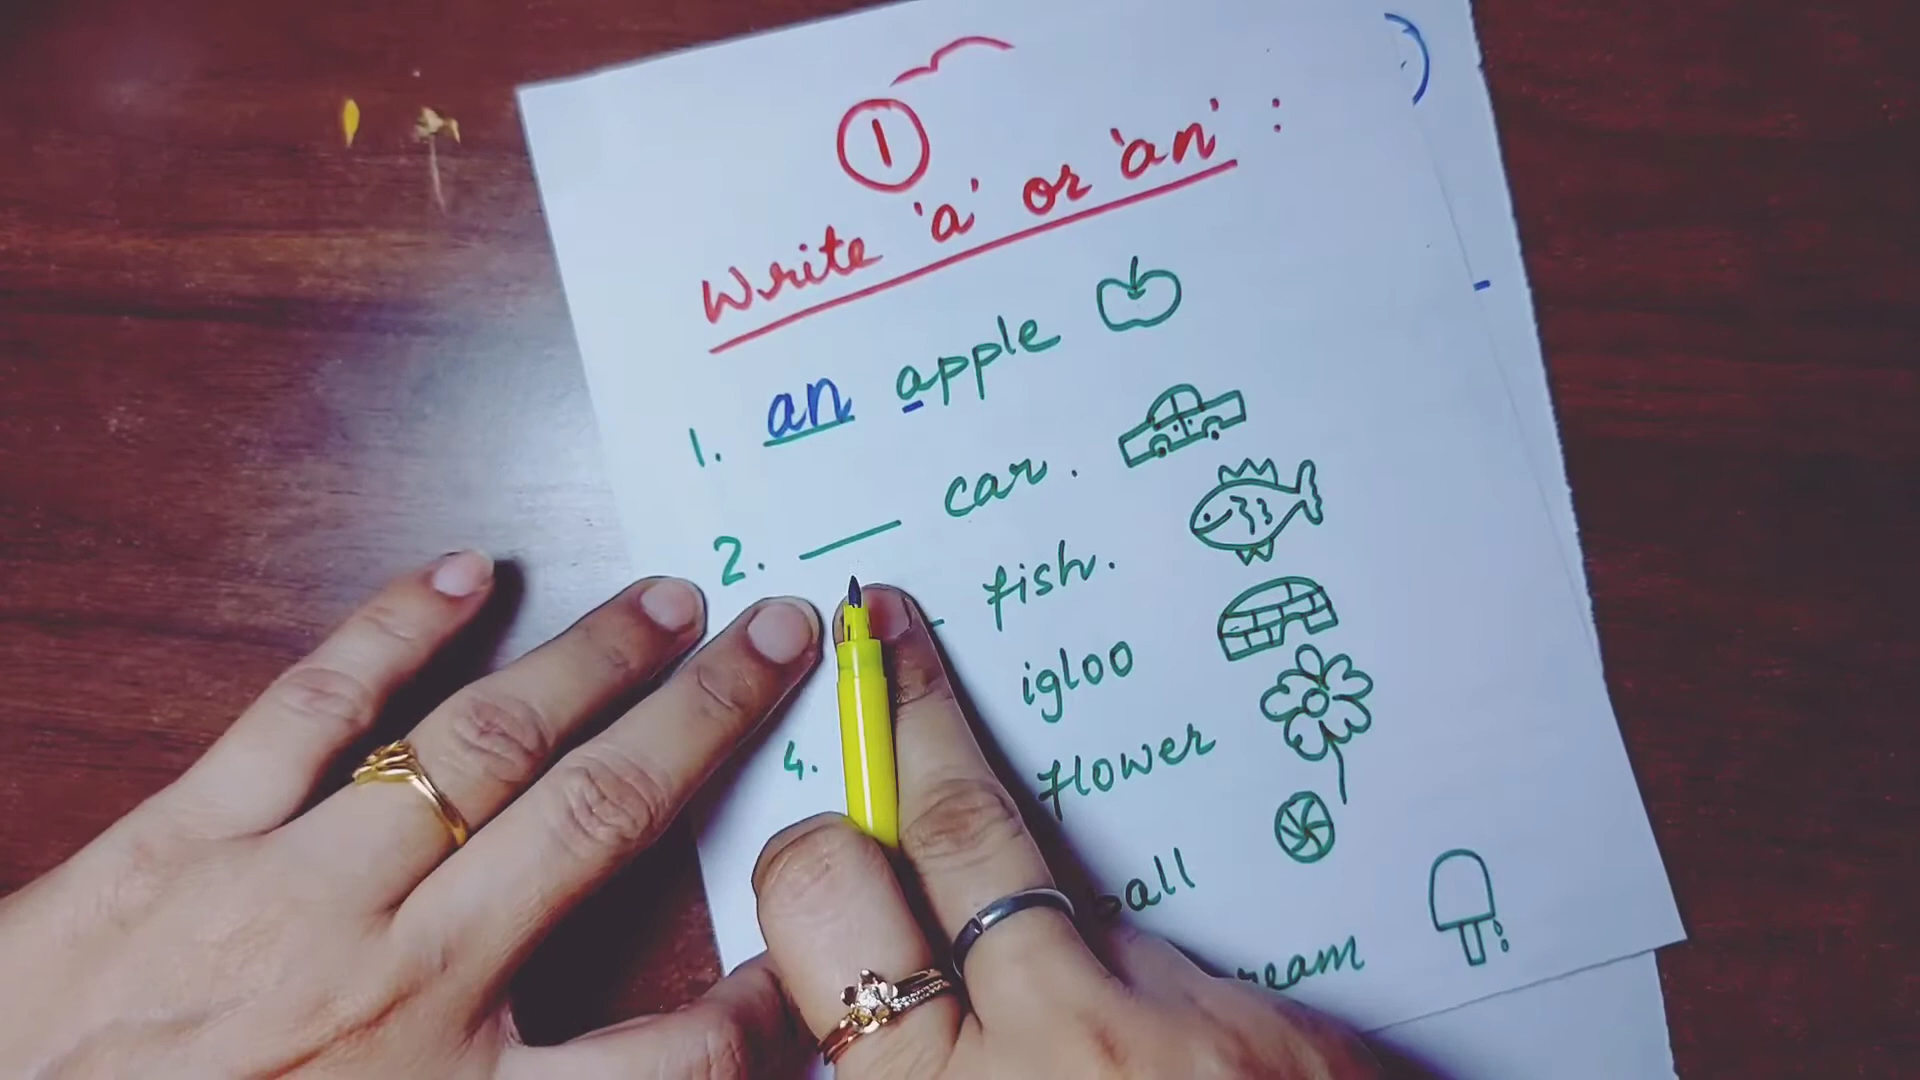 1
Write 'a' or 'an' :
1. an apple
2. ___ car.
fish.
igloo
4. flower
ball